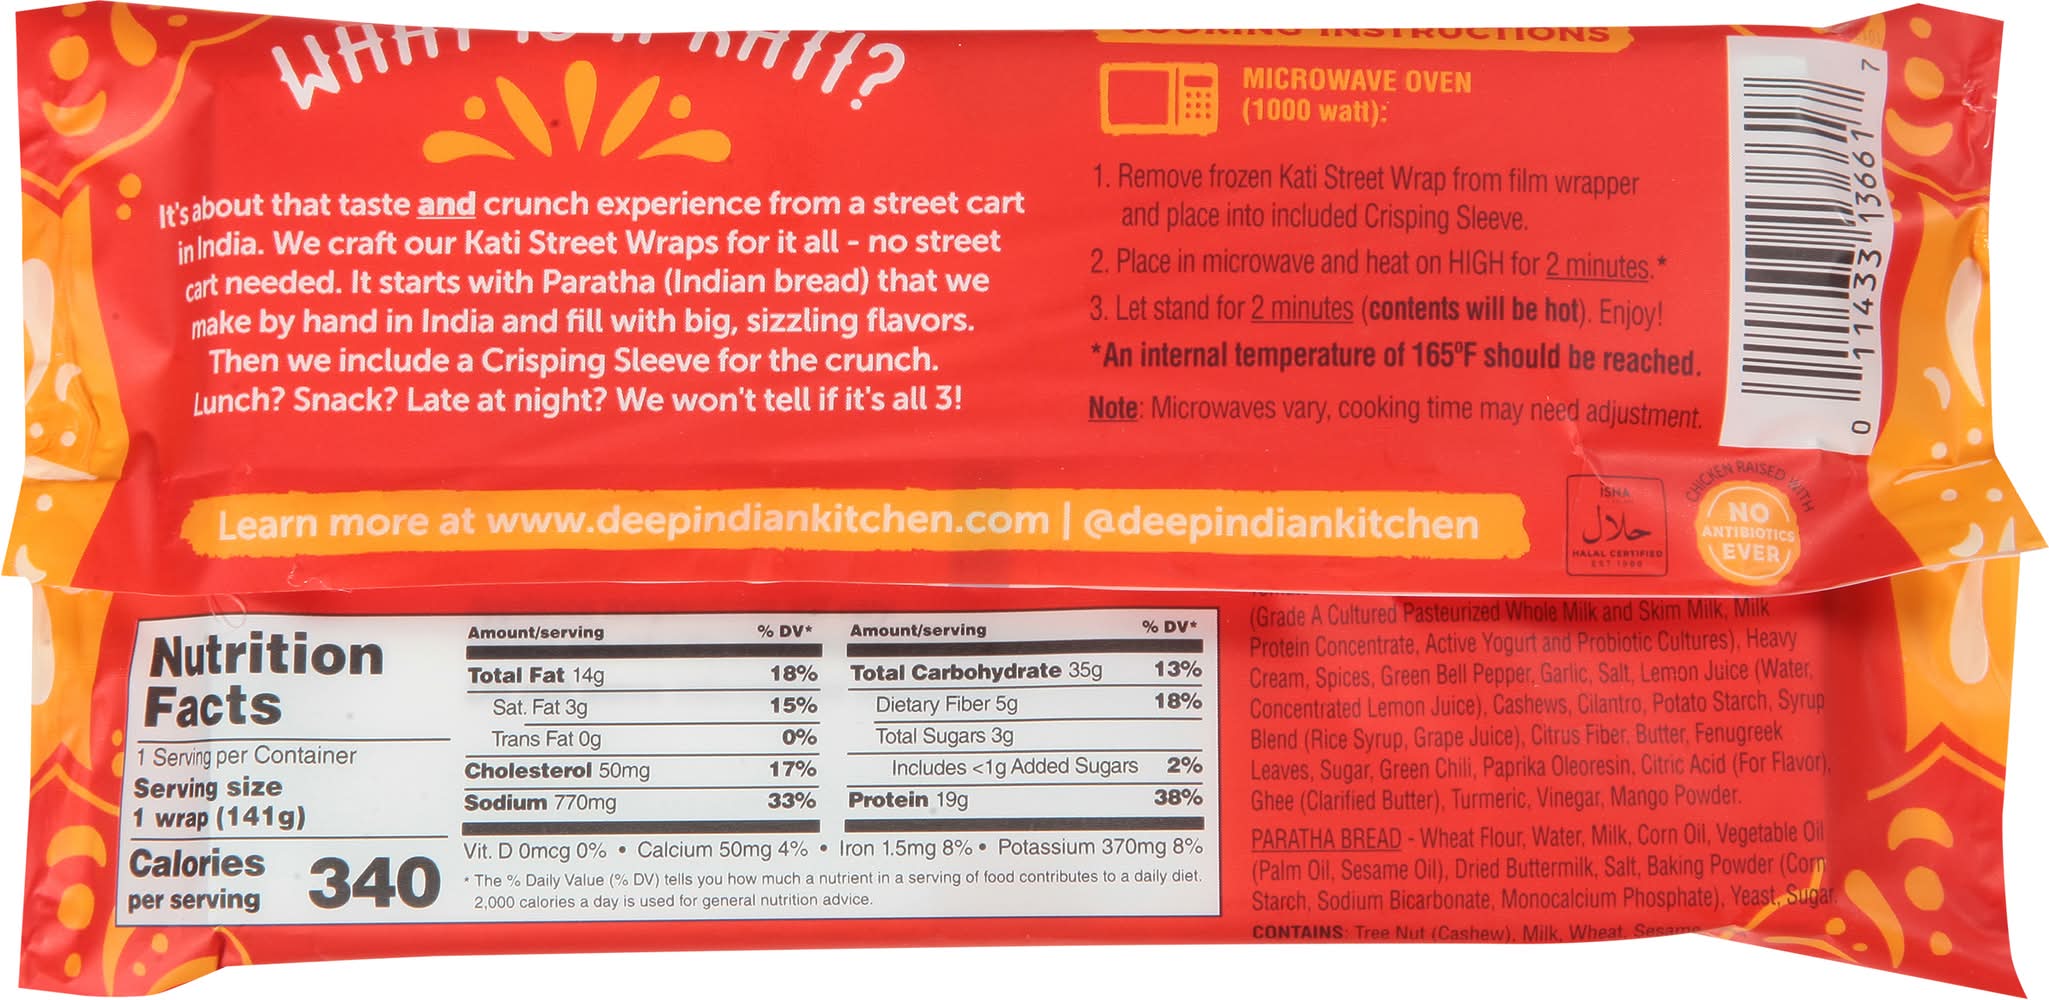 WHAT IS A KATI?
It's about that taste and crunch experience from a street cart
in India. We craft our Kati Street Wraps for it all - no street
cart needed. It starts with Paratha (Indian bread) that we
make by hand in India and fill with big, sizzling flavors.
Then we include a Crisping Sleeve for the crunch.
Lunch? Snack? Late at night? We won't tell if it's all 3!
COOKING INSTRUCTIONS
MICROWAVE OVEN
(1000 watt):
1. Remove frozen Kati Street Wrap from film wrapper
and place into included Crisping Sleeve.
2. Place in microwave and heat on HIGH for 2 minutes.*
3. Let stand for 2 minutes (contents will be hot). Enjoy!
*An internal temperature of 165ºF should be reached.
Note: Microwaves vary, cooking time may need adjustment.
0 11433 13661 7
Learn more at www.deepindiankitchen.com | @deepindiankitchen
ISNA
حلال
HALAL CERTIFIED
EST 1986
CHICKEN RAISED WITH
NO
ANTIBIOTICS
EVER
Nutrition
Facts
1 Serving per Container
Serving size
1 wrap (141g)
Calories
per serving
340
Amount/serving % DV*
Total Fat 14g 18%
Sat. Fat 3g 15%
Trans Fat 0g 0%
Cholesterol 50mg 17%
Sodium 770mg 33%
Amount/serving % DV*
Total Carbohydrate 35g 13%
Dietary Fiber 5g 18%
Total Sugars 3g
Includes <1g Added Sugars 2%
Protein 19g 38%
Vit. D 0mcg 0% • Calcium 50mg 4% • Iron 1.5mg 8% • Potassium 370mg 8%
* The % Daily Value (% DV) tells you how much a nutrient in a serving of food contributes to a daily diet.
2,000 calories a day is used for general nutrition advice.
(Grade A Cultured Pasteurized Whole Milk and Skim Milk, Milk
Protein Concentrate, Active Yogurt and Probiotic Cultures), Heavy
Cream, Spices, Green Bell Pepper, Garlic, Salt, Lemon Juice (Water,
Concentrated Lemon Juice), Cashews, Cilantro, Potato Starch, Syrup
Blend (Rice Syrup, Grape Juice), Citrus Fiber, Butter, Fenugreek
Leaves, Sugar, Green Chili, Paprika Oleoresin, Citric Acid (For Flavor),
Ghee (Clarified Butter), Turmeric, Vinegar, Mango Powder.
PARATHA BREAD - Wheat Flour, Water, Milk, Corn Oil, Vegetable Oil
(Palm Oil, Sesame Oil), Dried Buttermilk, Salt, Baking Powder (Corn
Starch, Sodium Bicarbonate, Monocalcium Phosphate), Yeast, Sugar.
CONTAINS: Tree Nut (Cashew), Milk, Wheat, Sesame